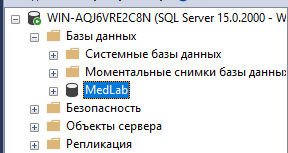 WIN-AQJ6VRE2C8N (SQL Server 15.0.2000 - W
Базы данных
Системные базы данных
Моментальные снимки базы данны
MedLab
Безопасность
Объекты сервера
Репликация